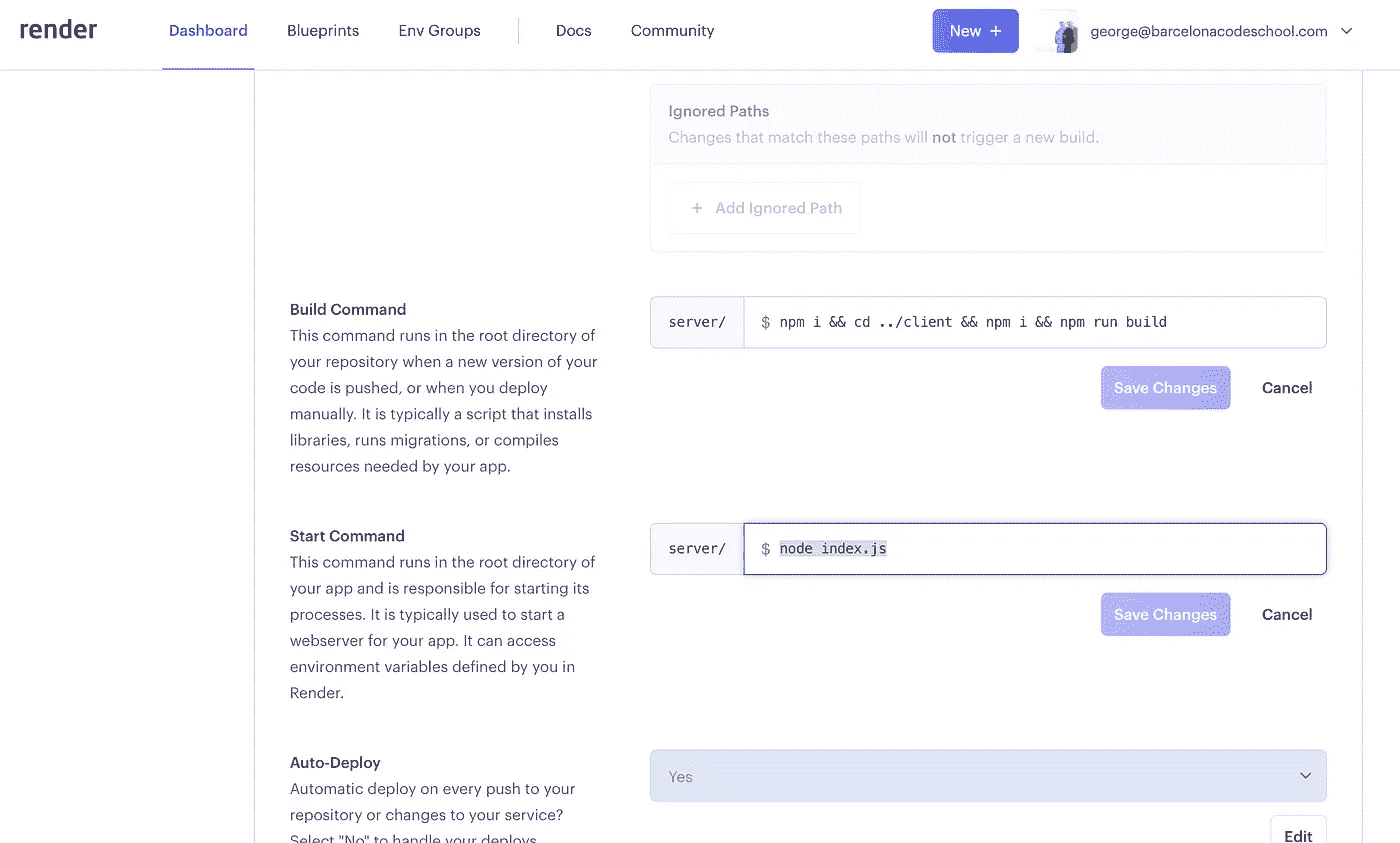 render
Dashboard
Blueprints
Env Groups
Docs
Community
New +
george@barcelonacodeschool.com
Ignored Paths
Changes that match these paths will not trigger a new build.
+ Add Ignored Path
Build Command
This command runs in the root directory of
your repository when a new version of your
code is pushed, or when you deploy
manually. It is typically a script that installs
libraries, runs migrations, or compiles
resources needed by your app.
server/
$ npm i && cd ../client && npm i && npm run build
Save Changes
Cancel
Start Command
This command runs in the root directory of
your app and is responsible for starting its
processes. It is typically used to start a
webserver for your app. It can access
environment variables defined by you in
Render.
server/
$ node index.js
Save Changes
Cancel
Auto-Deploy
Automatic deploy on every push to your
repository or changes to your service?
Select "No" to handle your deploys
Yes
Edit